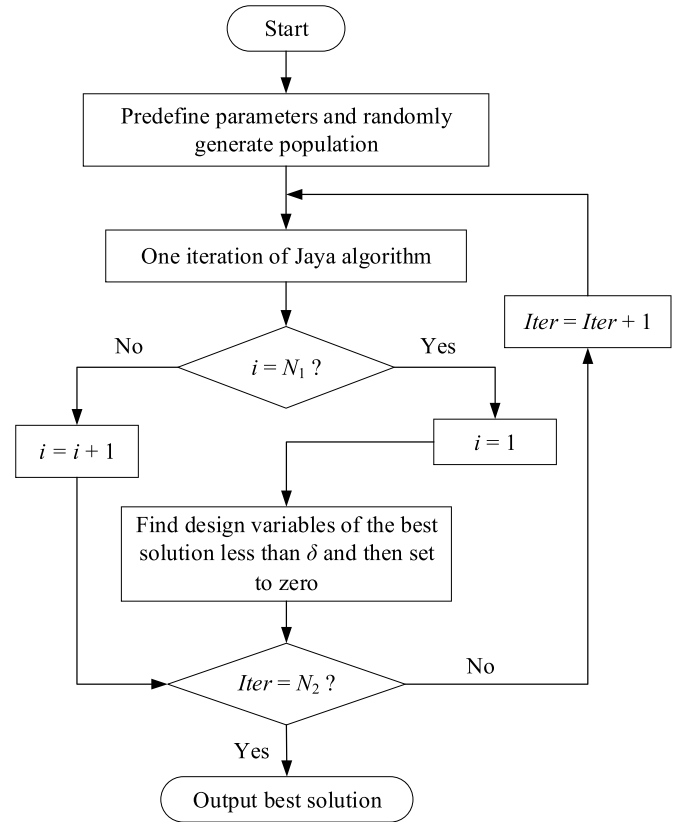 Start
Predefine parameters and randomly
generate population
One iteration of Jaya algorithm
Iter = Iter + 1
No
Yes
i = N₁ ?
i = i + 1
i = 1
Find design variables of the best
solution less than δ and then set
to zero
Iter = N₂ ?
No
Yes
Output best solution